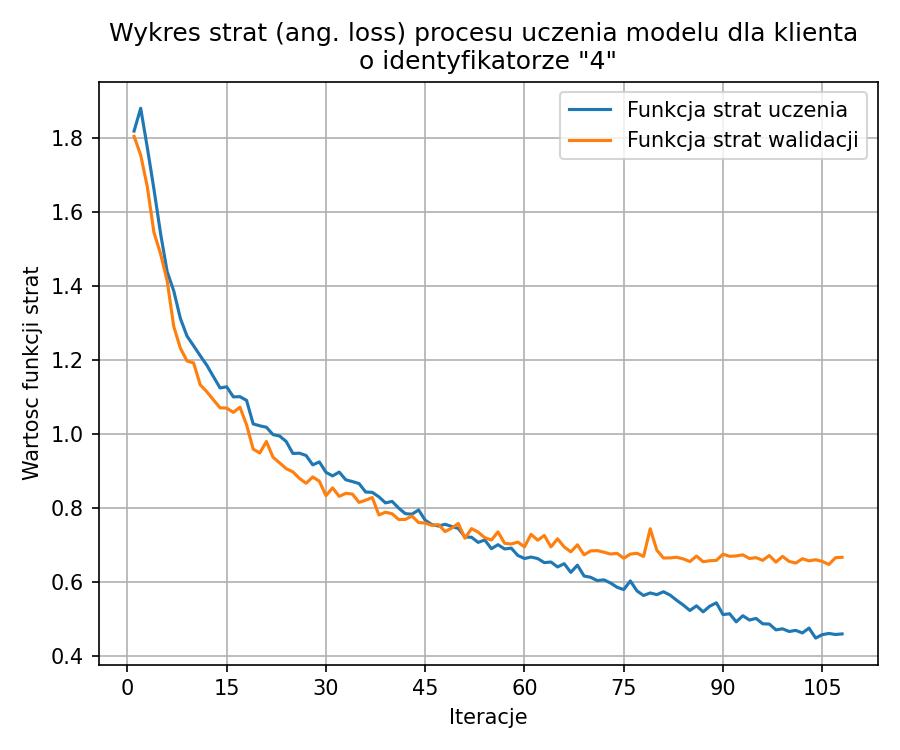 Wykres strat (ang. loss) procesu uczenia modelu dla klienta
o identyfikatorze "4"
Funkcja strat uczenia
Funkcja strat walidacji
Wartosc funkcji strat
1.8
1.6
1.4
1.2
1.0
0.8
0.6
0.4
0 15 30 45 60 75 90 105
Iteracje